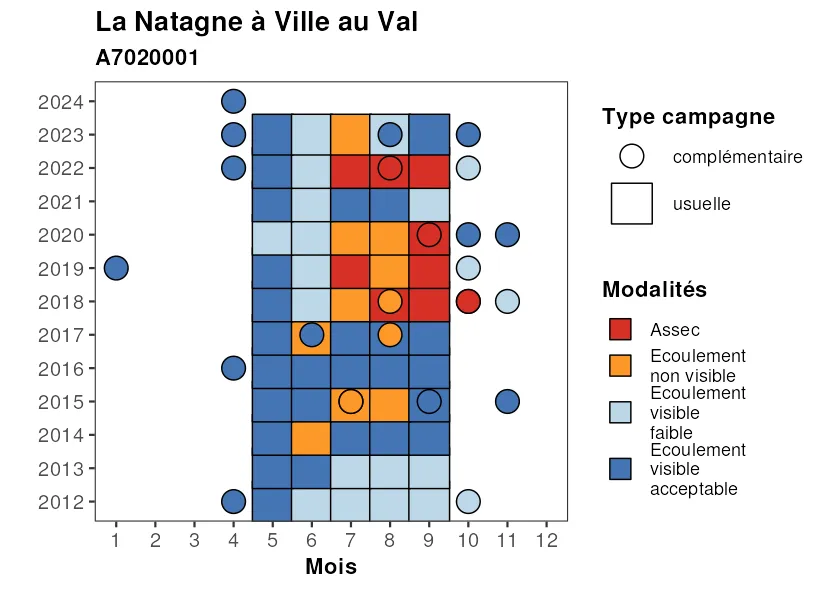 La Natagne à Ville au Val
A7020001
2024
2023
2022
2021
2020
2019
2018
2017
2016
2015
2014
2013
2012
1 2 3 4 5 6 7 8 9 10 11 12
Mois
Type campagne
complémentaire
usuelle
Modalités
Assec
Ecoulement
non visible
Ecoulement
visible
faible
Ecoulement
visible
acceptable